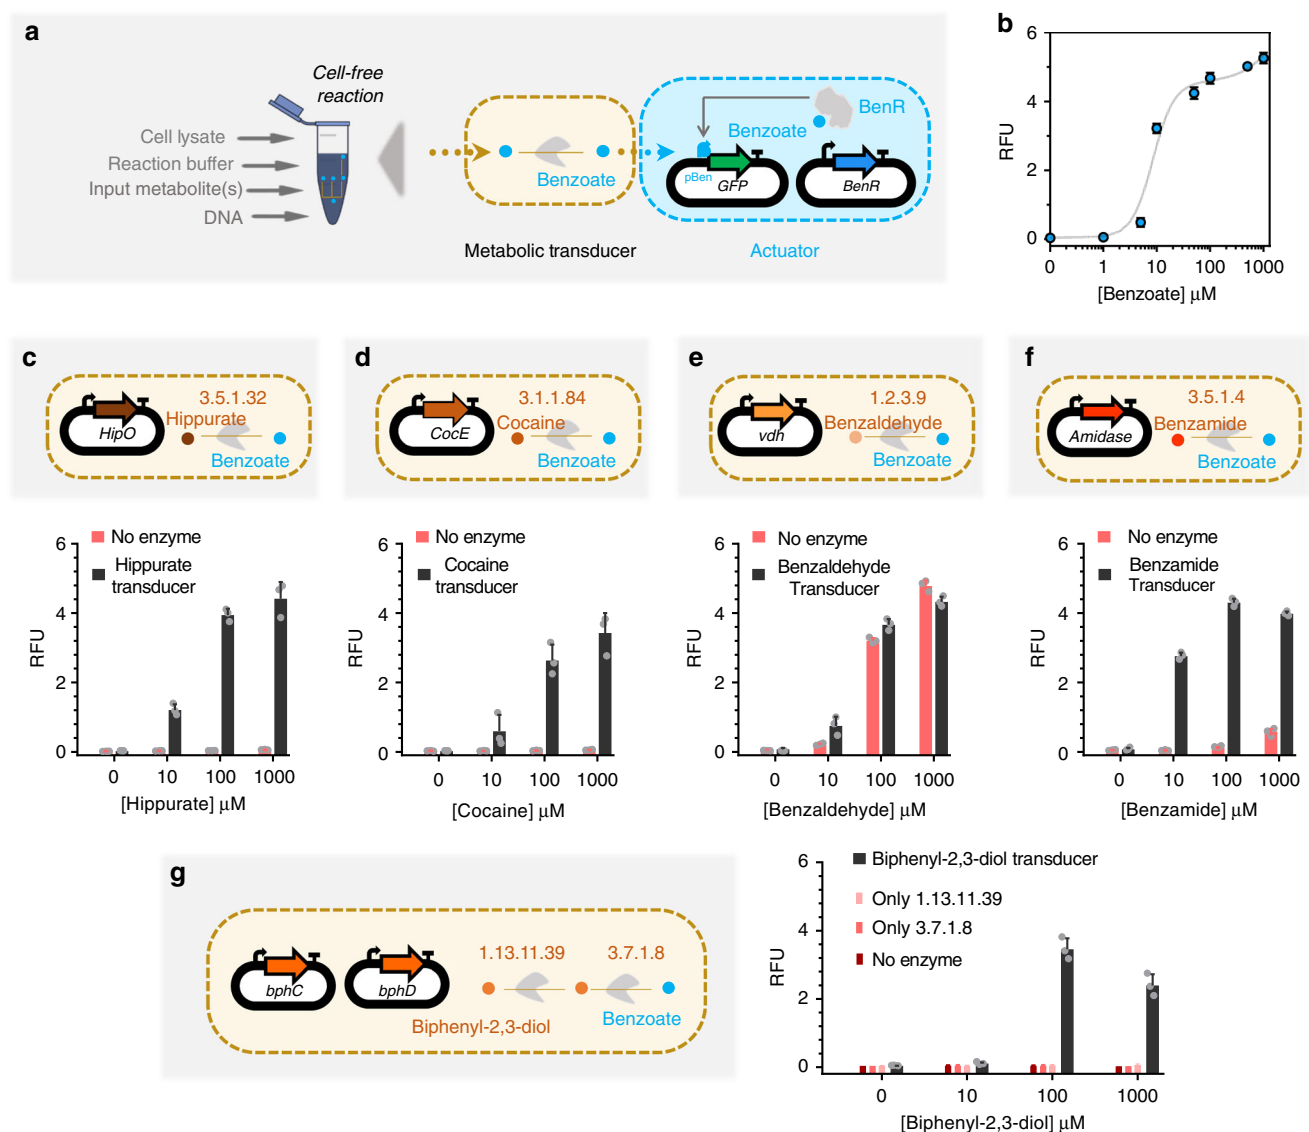 a
Cell-free
reaction
Cell lysate
Reaction buffer
Input metabolite(s)
DNA
Benzoate
Metabolic transducer
BenR
Benzoate
pBen
GFP
BenR
Actuator
b
6
4
2
0
RFU
0 1 10 100 1000
[Benzoate] μM
c
3.5.1.32
Hippurate
HipO
Benzoate
No enzyme
Hippurate
transducer
6
4
2
0
RFU
0 10 100 1000
[Hippurate] μM
d
3.1.1.84
Cocaine
CocE
Benzoate
No enzyme
Cocaine
transducer
6
4
2
0
RFU
0 10 100 1000
[Cocaine] μM
e
1.2.3.9
Benzaldehyde
vdh
Benzoate
No enzyme
Benzaldehyde
Transducer
6
4
2
0
RFU
0 10 100 1000
[Benzaldehyde] μM
f
3.5.1.4
Benzamide
Amidase
Benzoate
No enzyme
Benzamide
Transducer
6
4
2
0
RFU
0 10 100 1000
[Benzamide] μM
g
1.13.11.39 3.7.1.8
bphC bphD
Benzoate
Biphenyl-2,3-diol
Biphenyl-2,3-diol transducer
Only 1.13.11.39
Only 3.7.1.8
No enzyme
6
4
2
0
RFU
0 10 100 1000
[Biphenyl-2,3-diol] μM